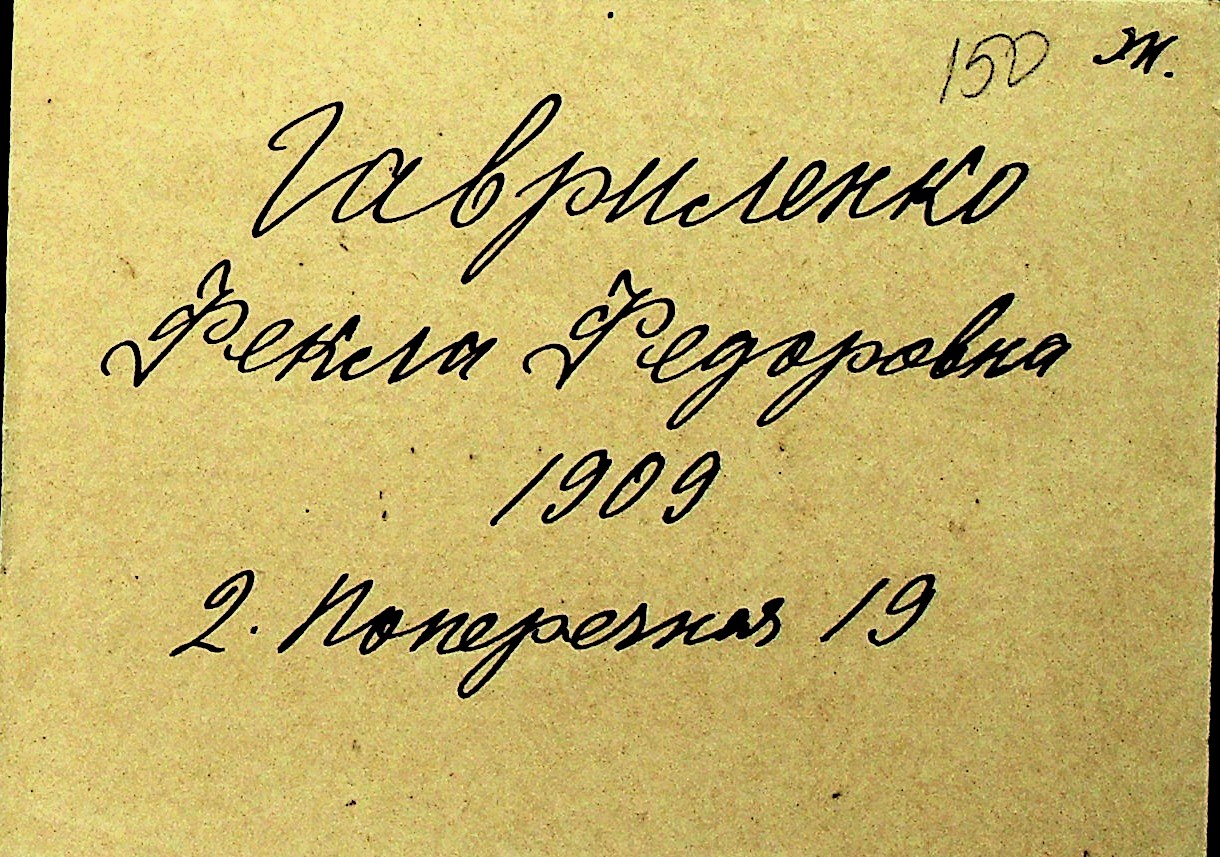 150 ж.
Гавриленко
Фекла Федоровна
1909
2. Поперечная 19